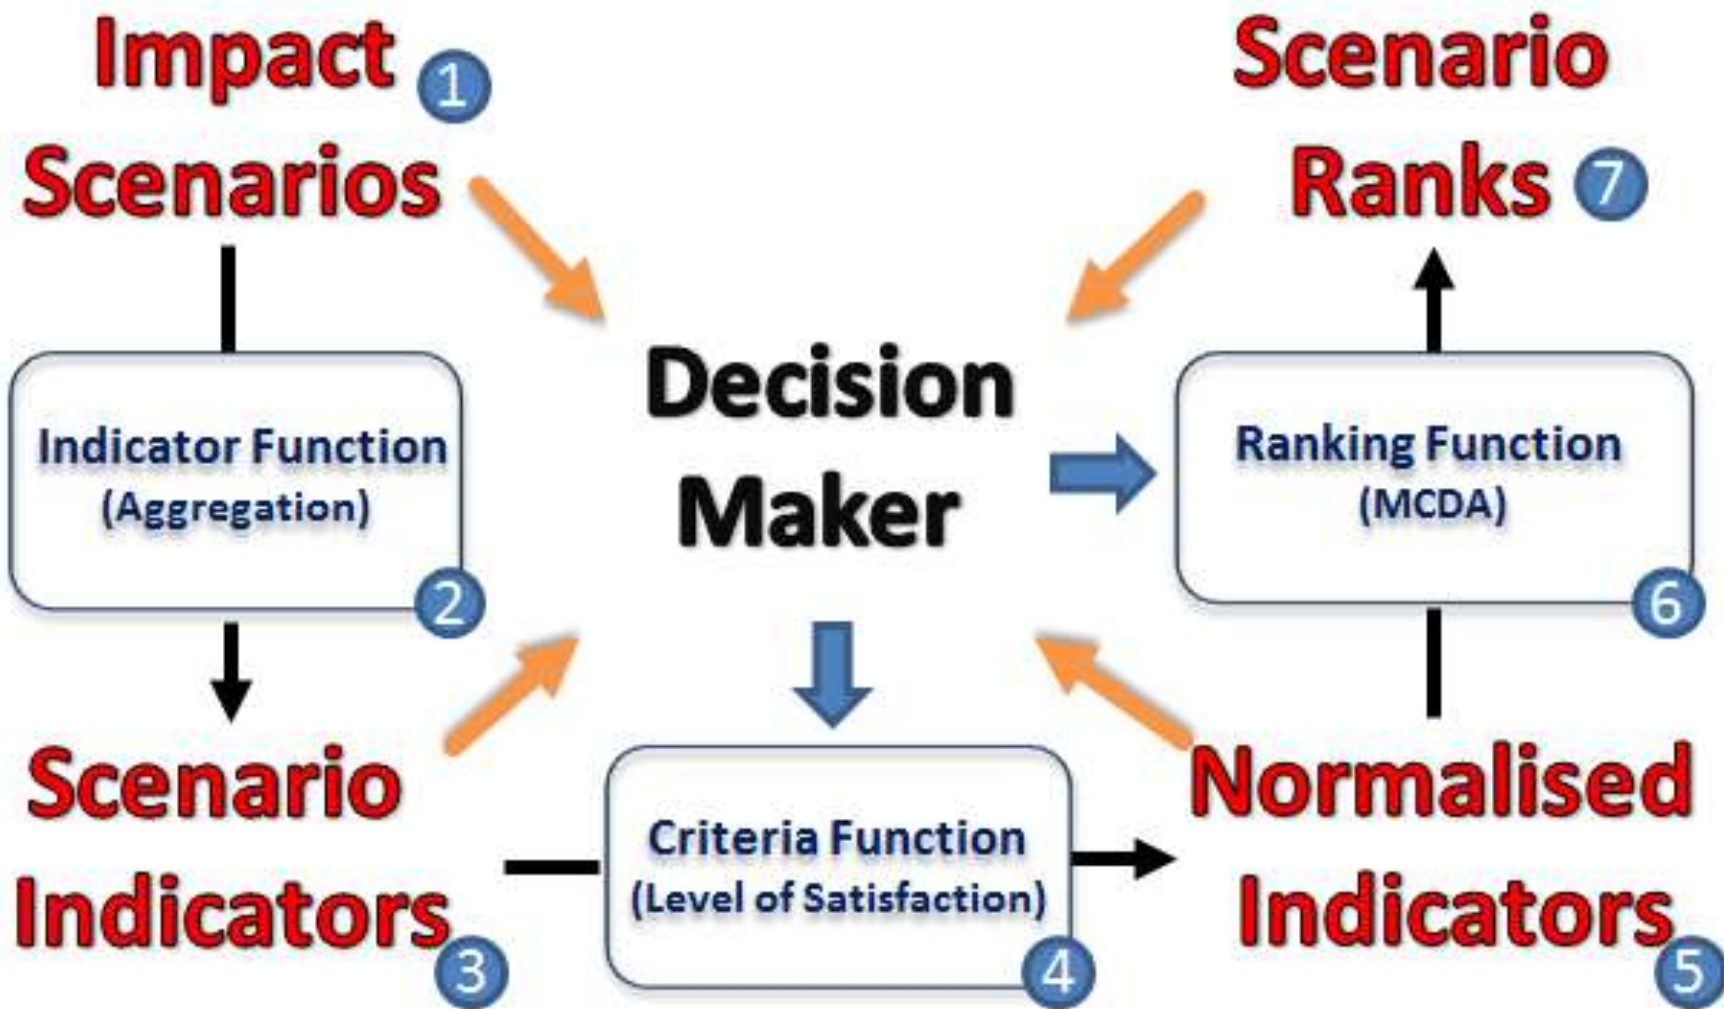 Impact 1
Scenarios
Indicator Function
(Aggregation)
2
Scenario
Indicators
3
Decision
Maker
Criteria Function
(Level of Satisfaction)
4
Normalised
Indicators
5
Ranking Function
(MCDA)
6
Scenario
Ranks 7